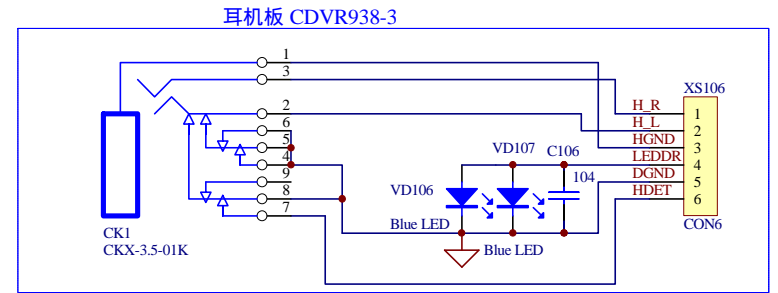 耳机板 CDVR938-3
1
3
2
6
5
4
9
8
7
CK1
CKX-3.5-01K
VD106
Blue LED
VD107
Blue LED
C106
104
XS106
H_R 1
H_L 2
HGND 3
LEDDR 4
DGND 5
HDET 6
CON6